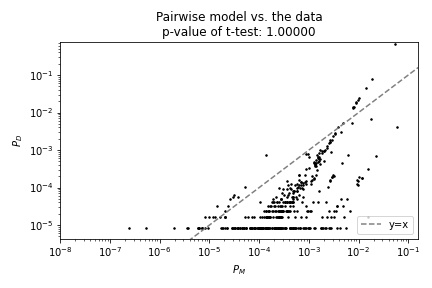 Pairwise model vs. the data
p-value of t-test: 1.00000
P_D
10^{-1}
10^{-2}
10^{-3}
10^{-4}
10^{-5}
y=x
10^{-8} 10^{-7} 10^{-6} 10^{-5} 10^{-4} 10^{-3} 10^{-2} 10^{-1}
P_M